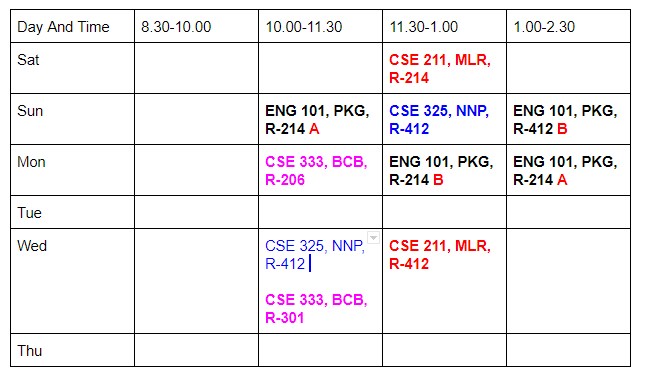 Day And Time 8.30-10.00 10.00-11.30 11.30-1.00 1.00-2.30
Sat
CSE 211, MLR,
R-214
Sun
ENG 101, PKG,
R-214 A
CSE 325, NNP,
R-412
ENG 101, PKG,
R-412 B
Mon
CSE 333, BCB,
R-206
ENG 101, PKG,
R-214 B
ENG 101, PKG,
R-214 A
Tue
Wed
CSE 325, NNP,
R-412
CSE 333, BCB,
R-301
CSE 211, MLR,
R-412
Thu